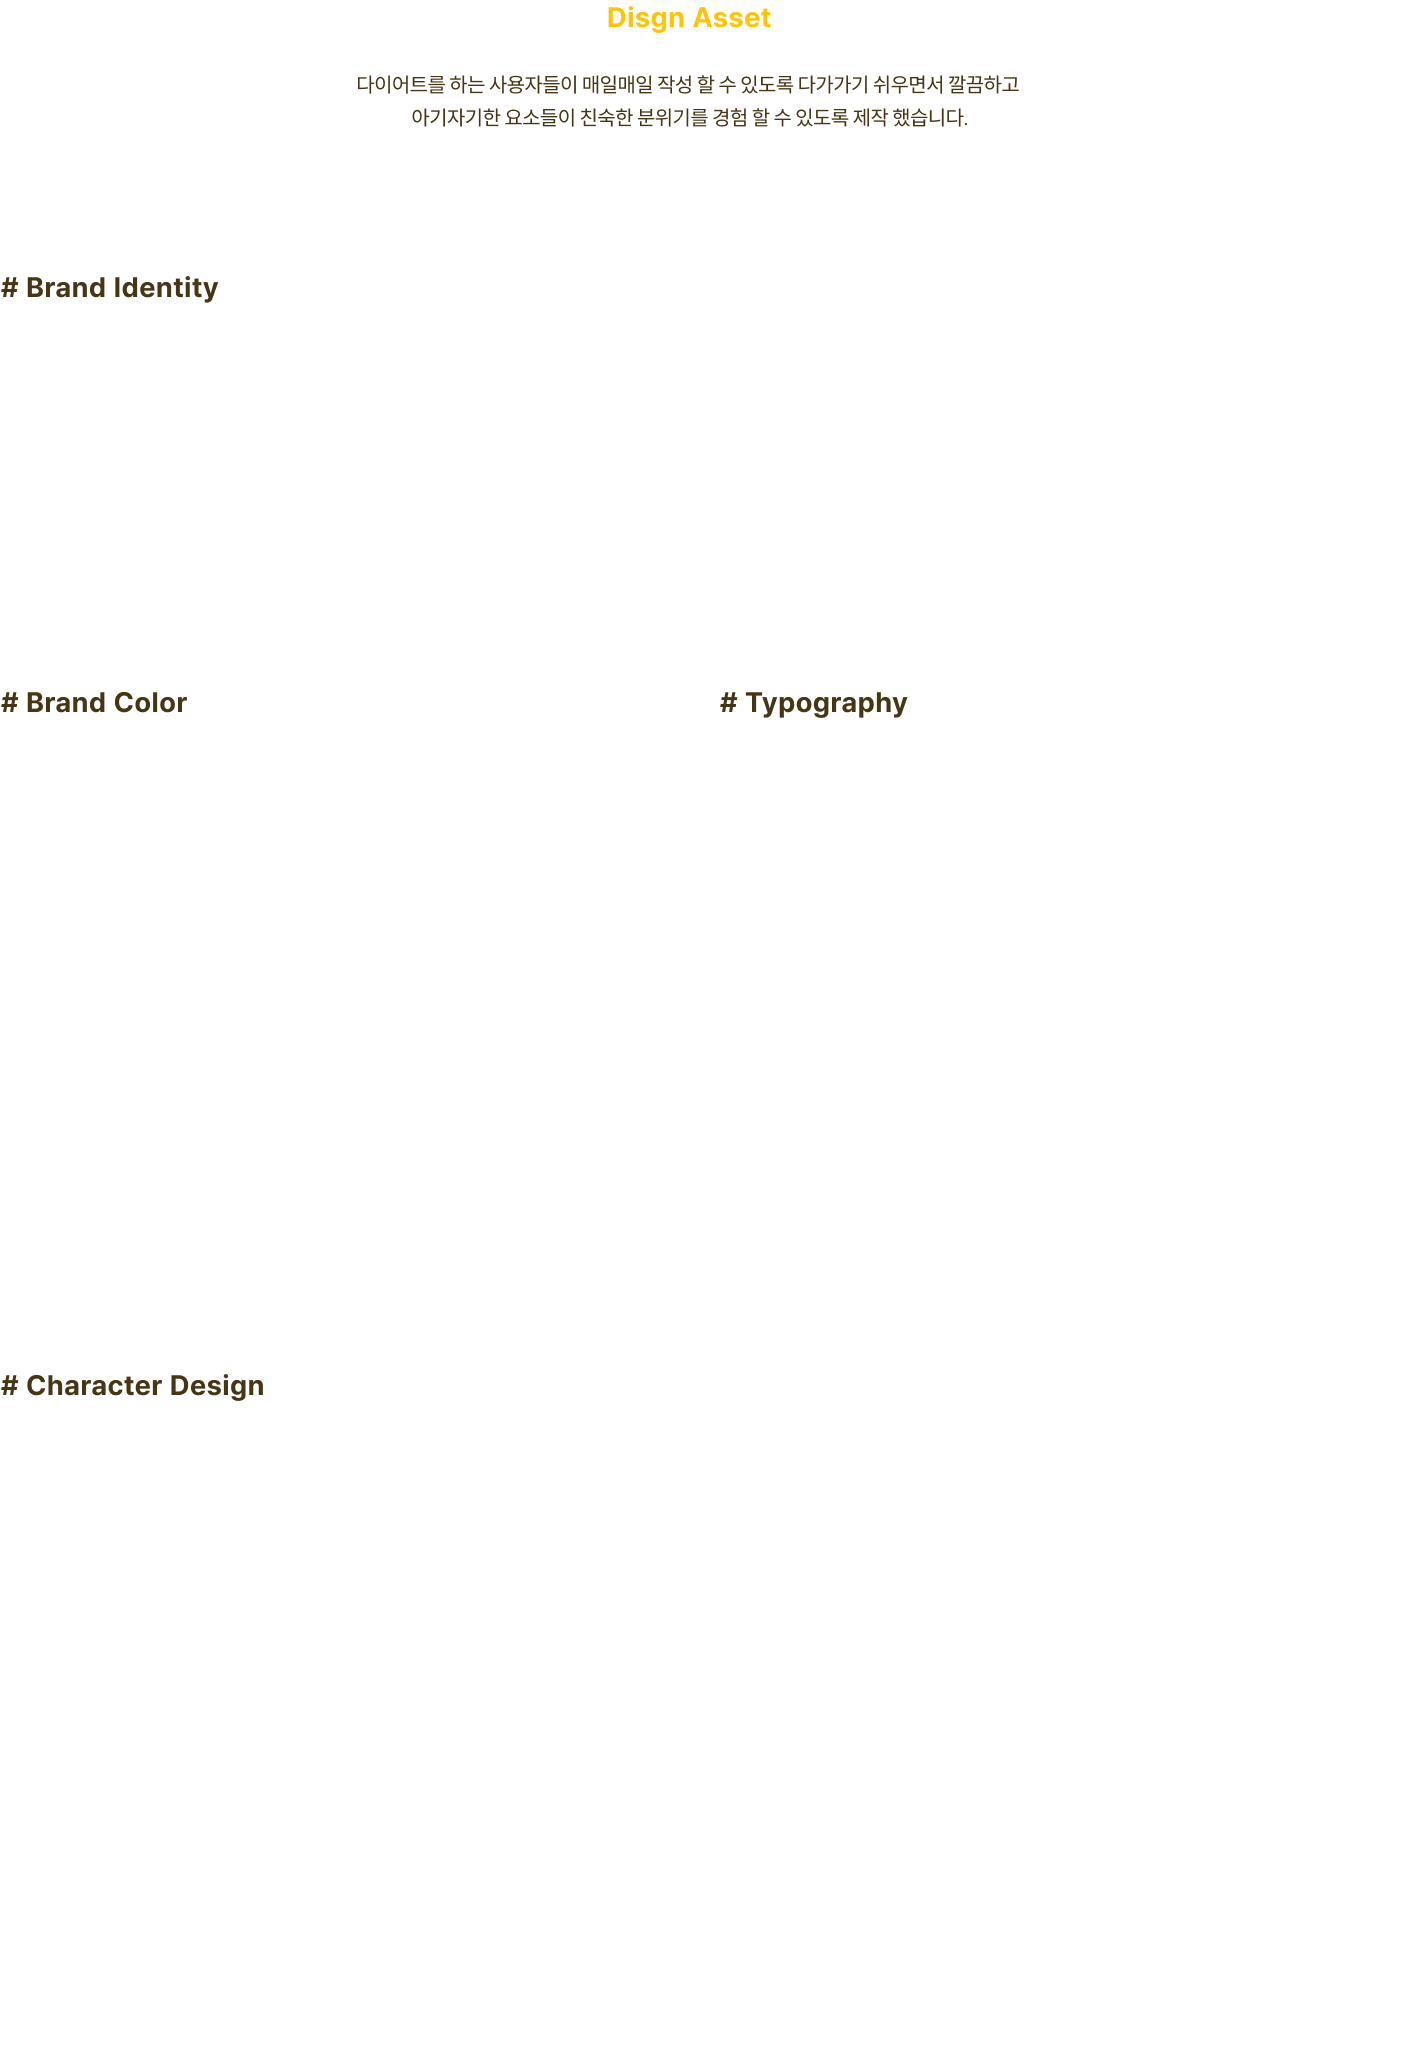 Disgn Asset
다이어트를 하는 사용자들이 매일매일 작성 할 수 있도록 다가가기 쉬우면서 깔끔하고
아기자기한 요소들이 친숙한 분위기를 경험 할 수 있도록 제작 했습니다.
# Brand Identity
# Brand Color
# Typography
# Character Design